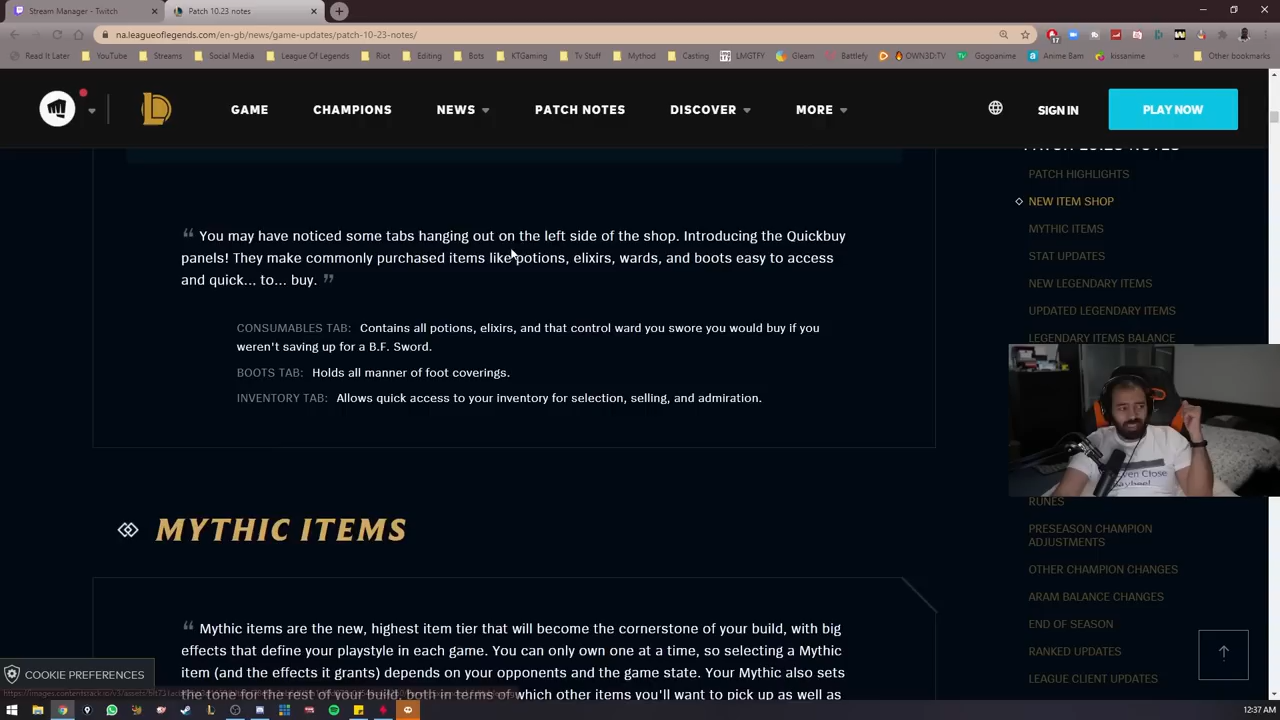 Stream Manager - Twitch
Patch 10.23 notes
na.leagueoflegends.com/en-gb/news/game-updates/patch-10-23-notes/
Read It Later YouTube Streams Social Media League Of Legends Riot Editing Bots KTGaming Tv Stuff Mythod Casting LMGTFY Gleam Battlefy OWN3D:TV Gogoanime Anime Bam kissanime Other bookmarks
GAME CHAMPIONS NEWS PATCH NOTES DISCOVER MORE SIGN IN PLAY NOW
“ You may have noticed some tabs hanging out on the left side of the shop. Introducing the Quickbuy
panels! They make commonly purchased items like potions, elixirs, wards, and boots easy to access
and quick... to... buy. ”
CONSUMABLES TAB: Contains all potions, elixirs, and that control ward you swore you would buy if you
weren't saving up for a B.F. Sword.
BOOTS TAB: Holds all manner of foot coverings.
INVENTORY TAB: Allows quick access to your inventory for selection, selling, and admiration.
MYTHIC ITEMS
“ Mythic items are the new, highest item tier that will become the cornerstone of your build, with big
effects that define your playstyle in each game. You can only own one at a time, so selecting a Mythic
item (and the effects it grants) depends on your opponents and the game state. Your Mythic also sets
the tone for the rest of your build, both in terms of which other items you'll want to pick up as well as
PATCH 10.23 NOTES
PATCH HIGHLIGHTS
NEW ITEM SHOP
MYTHIC ITEMS
STAT UPDATES
NEW LEGENDARY ITEMS
UPDATED LEGENDARY ITEMS
LEGENDARY ITEMS BALANCE
RUNES
PRESEASON CHAMPION
ADJUSTMENTS
OTHER CHAMPION CHANGES
ARAM BALANCE CHANGES
END OF SEASON
RANKED UPDATES
LEAGUE CLIENT UPDATES
COOKIE PREFERENCES
12:37 AM